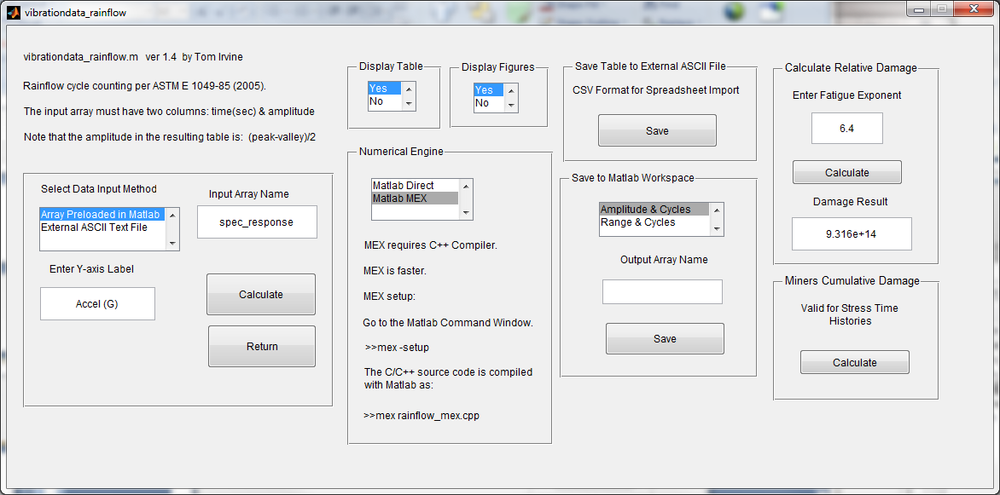 vibrationdata_rainflow
vibrationdata_rainflow.m ver 1.4 by Tom Irvine
Rainflow cycle counting per ASTM E 1049-85 (2005).
The input array must have two columns: time(sec) & amplitude
Note that the amplitude in the resulting table is: (peak-valley)/2
Select Data Input Method
Array Preloaded in Matlab
External ASCII Text File
Input Array Name
spec_response
Enter Y-axis Label
Accel (G)
Calculate
Return
Display Table
Yes
No
Display Figures
Yes
No
Numerical Engine
Matlab Direct
Matlab MEX
MEX requires C++ Compiler.
MEX is faster.
MEX setup:
Go to the Matlab Command Window.
>>mex -setup
The C/C++ source code is compiled
with Matlab as:
>>mex rainflow_mex.cpp
Save Table to External ASCII File
CSV Format for Spreadsheet Import
Save
Save to Matlab Workspace
Amplitude & Cycles
Range & Cycles
Output Array Name
Save
Calculate Relative Damage
Enter Fatigue Exponent
6.4
Calculate
Damage Result
9.316e+14
Miners Cumulative Damage
Valid for Stress Time
Histories
Calculate